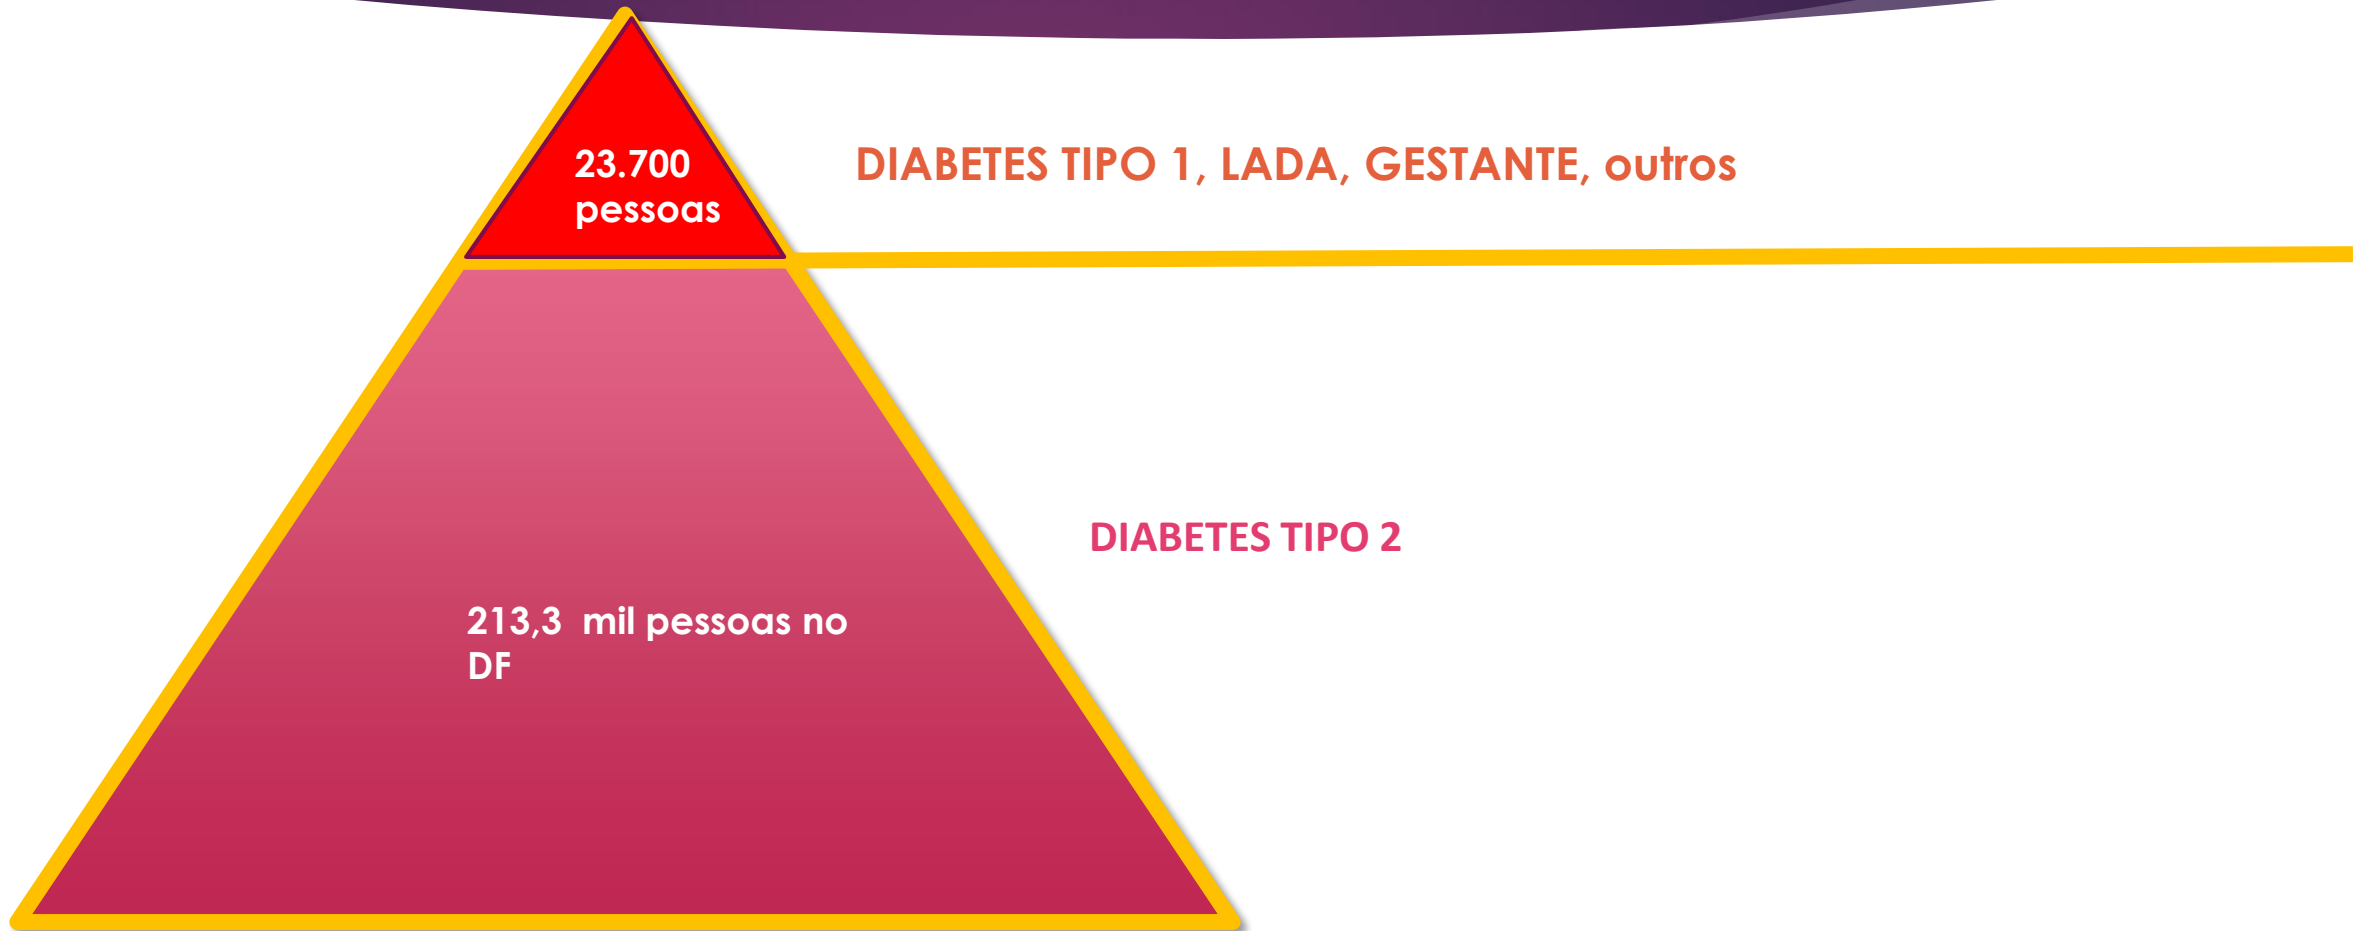 23.700
pessoas
DIABETES TIPO 1, LADA, GESTANTE, outros
DIABETES TIPO 2
213,3  mil pessoas no
DF